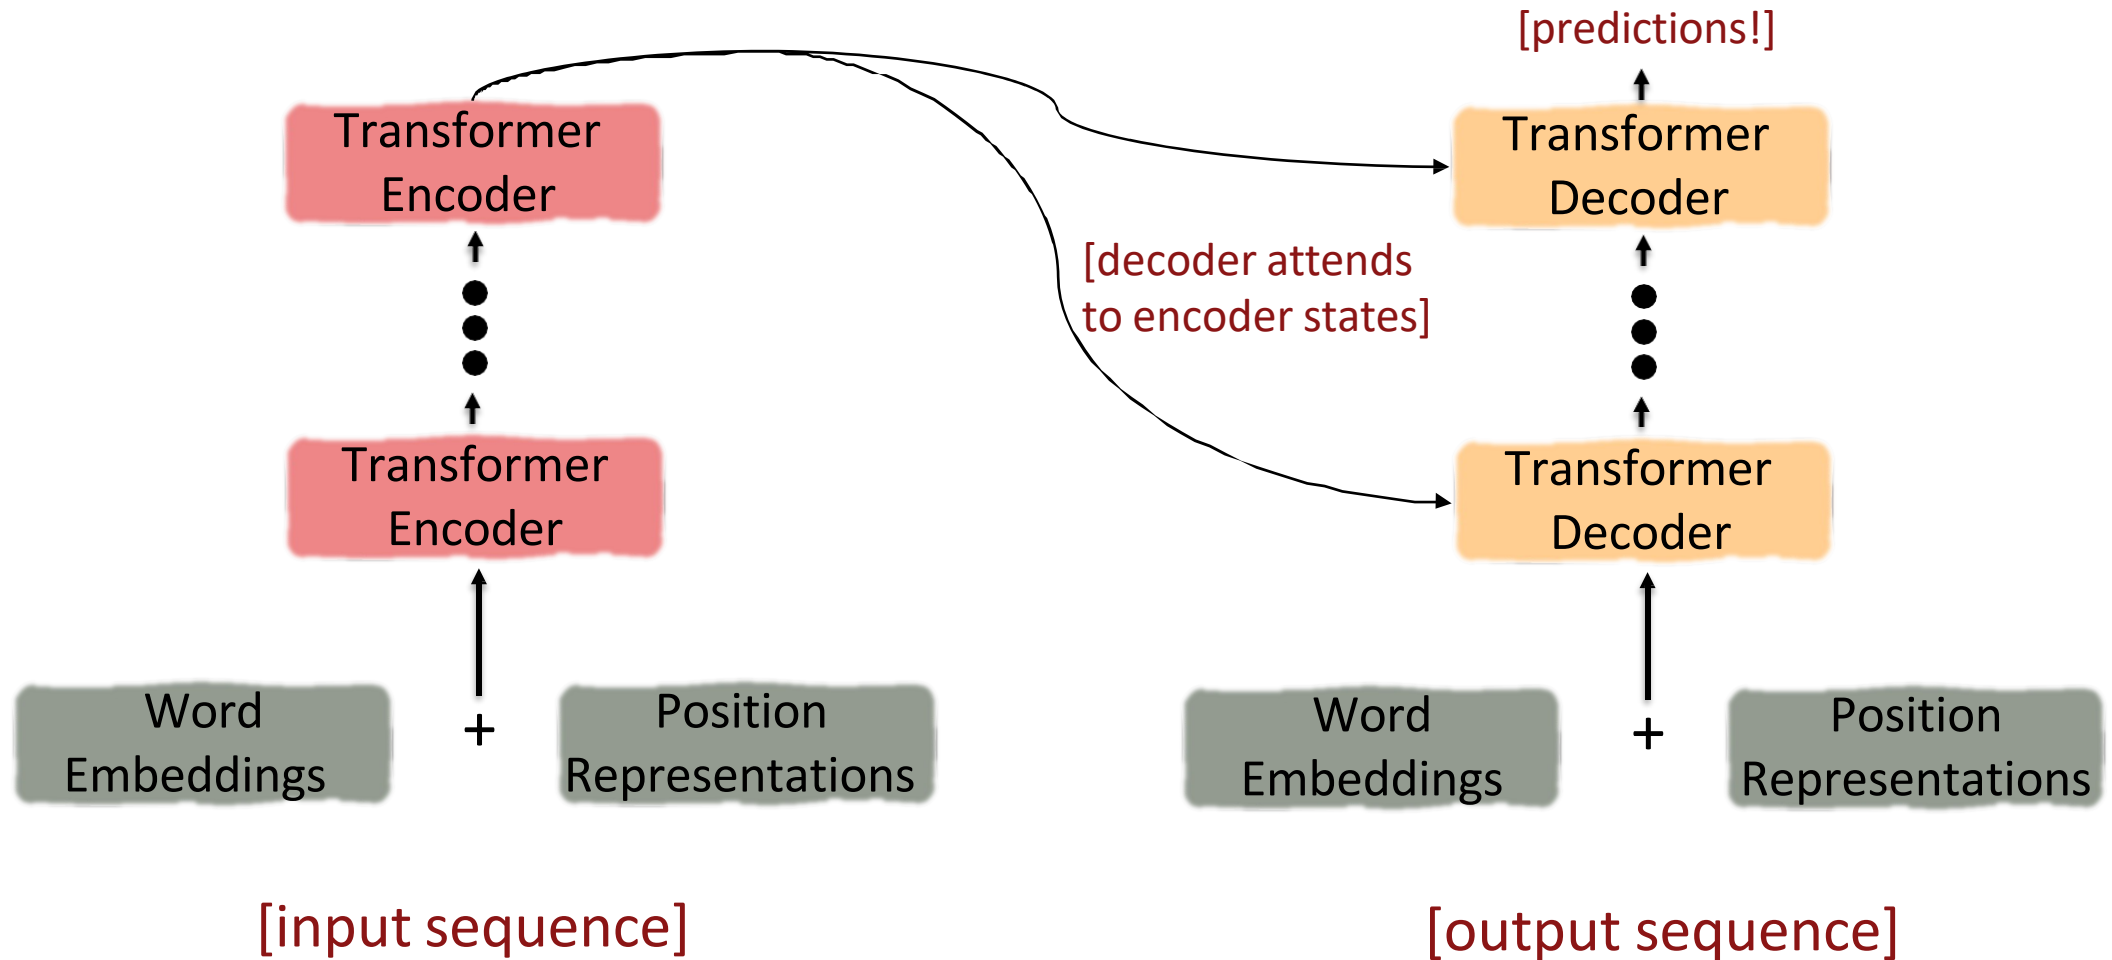 [predictions!]
Transformer
Encoder
Transformer
Decoder
[decoder attends
to encoder states]
Transformer
Encoder
Transformer
Decoder
Word
Embeddings
+
Position
Representations
Word
Embeddings
+
Position
Representations
[input sequence]
[output sequence]